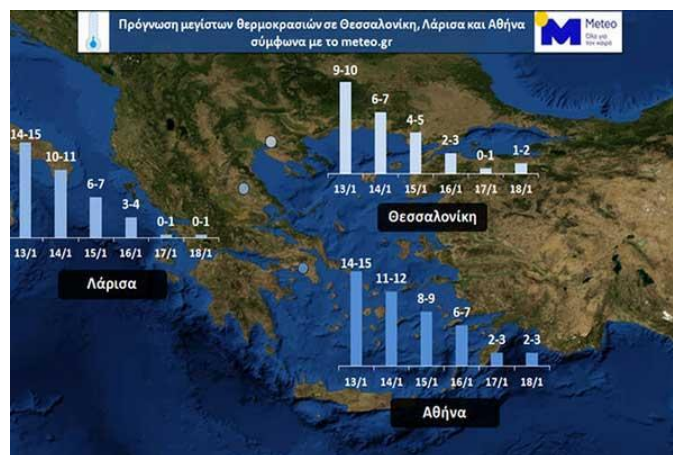 Πρόγνωση μεγίστων θερμοκρασιών σε Θεσσαλονίκη, Λάρισα και Αθήνα
σύμφωνα με το meteo.gr
Meteo
Όλα για
τον καιρό
9-10
6-7
4-5
2-3
0-1
1-2
13/1 14/1 15/1 16/1 17/1 18/1
Θεσσαλονίκη
14-15
10-11
6-7
3-4
0-1
0-1
13/1 14/1 15/1 16/1 17/1 18/1
Λάρισα
14-15
11-12
8-9
6-7
2-3
2-3
13/1 14/1 15/1 16/1 17/1 18/1
Αθήνα